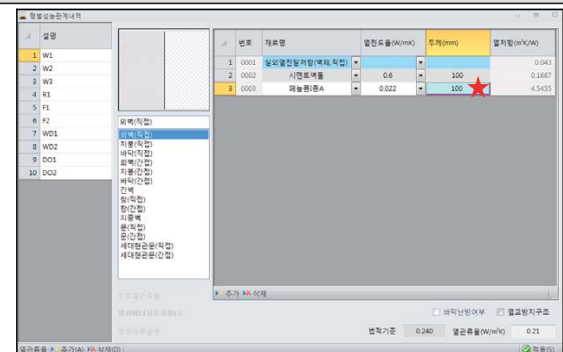 형별성능관계내역
설명
1 W1
2 W2
3 W3
4 R1
5 F1
6 F2
7 WD1
8 WD2
9 DO1
10 DO2
외벽(직접)
외벽(직접)
지붕(직접)
바닥(직접)
외벽(간접)
지붕(간접)
바닥(간접)
간벽
창(직접)
창(간접)
지중벽
문(직접)
문(간접)
세대현관문(직접)
세대현관문(간접)
번호 재료명 열전도율(W/mK) 두께(mm) 열저항(m²K/W)
1 0001 실외열전달저항(벽체,직접) 0.043
2 0002 시멘트벽돌 0.6 100 0.1667
3 0003 페놀폼I종A 0.022 100 4.5455
추가 삭제
바닥난방여부 열교방지구조
법적기준 0.240 열관류율(W/m²K) 0.21
열관류율 추가(A) 삭제(D) 적용(S)